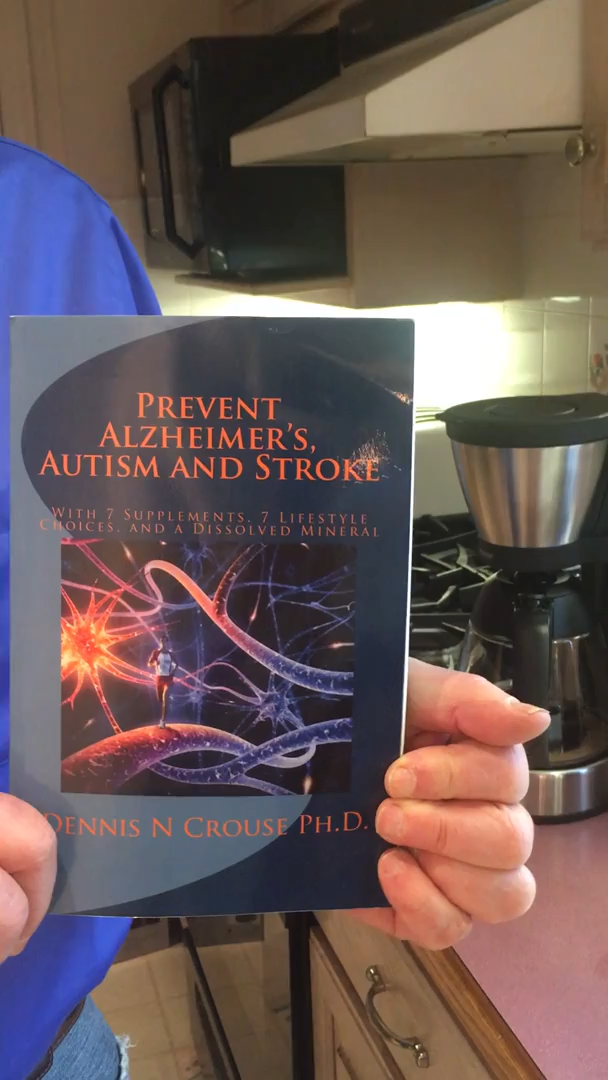 Prevent
Alzheimer's,
Autism and Stroke
With 7 Supplements, 7 Lifestyle
Choices, and a Dissolved Mineral
Dennis N Crouse Ph.D.